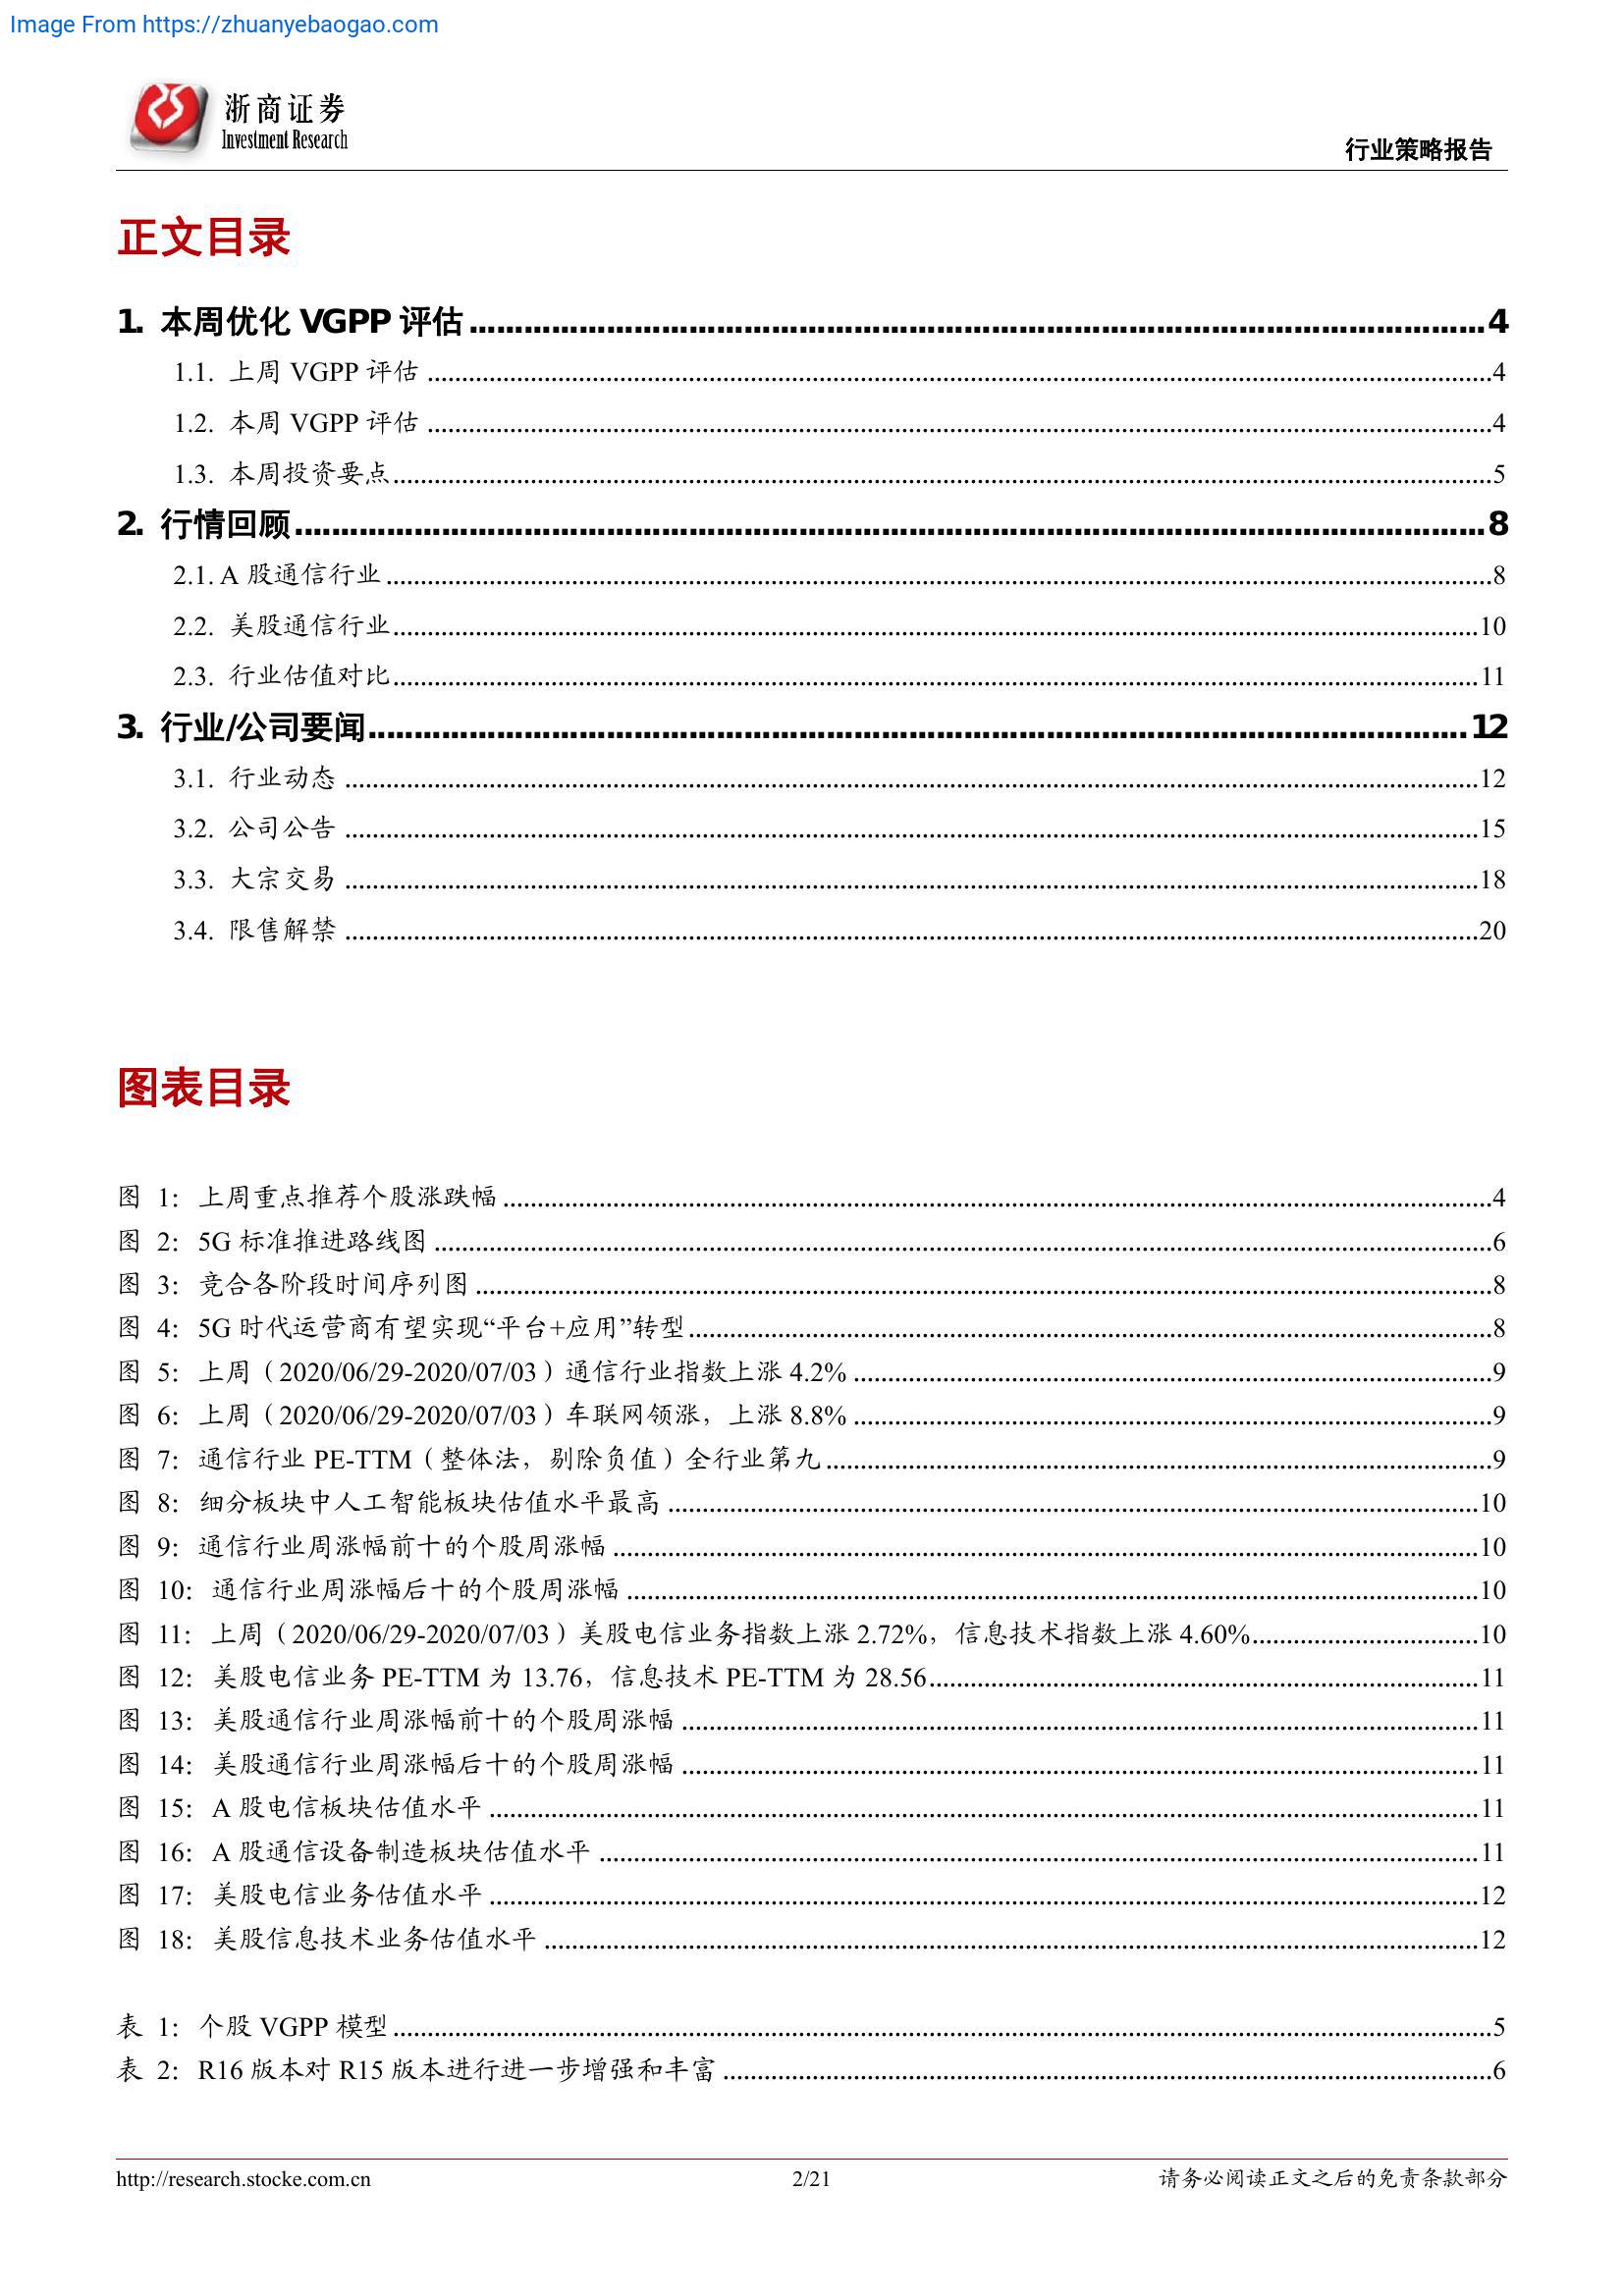 Image From https://zhuanyebaogao.com
浙商证券
Investment Research
行业策略报告
正文目录
1. 本周优化 VGPP 评估 4
1.1. 上周 VGPP 评估 4
1.2. 本周 VGPP 评估 4
1.3. 本周投资要点 5
2. 行情回顾 8
2.1. A 股通信行业 8
2.2. 美股通信行业 10
2.3. 行业估值对比 11
3. 行业/公司要闻 12
3.1. 行业动态 12
3.2. 公司公告 15
3.3. 大宗交易 18
3.4. 限售解禁 20
图表目录
图 1：上周重点推荐个股涨跌幅 4
图 2：5G 标准推进路线图 6
图 3：竞合各阶段时间序列图 8
图 4：5G 时代运营商有望实现“平台+应用”转型 8
图 5：上周（2020/06/29-2020/07/03）通信行业指数上涨 4.2% 9
图 6：上周（2020/06/29-2020/07/03）车联网领涨，上涨 8.8% 9
图 7：通信行业 PE-TTM（整体法，剔除负值）全行业第九 9
图 8：细分板块中人工智能板块估值水平最高 10
图 9：通信行业周涨幅前十的个股周涨幅 10
图 10：通信行业周涨幅后十的个股周涨幅 10
图 11：上周（2020/06/29-2020/07/03）美股电信业务指数上涨 2.72%，信息技术指数上涨 4.60% 10
图 12：美股电信业务 PE-TTM 为 13.76，信息技术 PE-TTM 为 28.56 11
图 13：美股通信行业周涨幅前十的个股周涨幅 11
图 14：美股通信行业周涨幅后十的个股周涨幅 11
图 15：A 股电信板块估值水平 11
图 16：A 股通信设备制造板块估值水平 11
图 17：美股电信业务估值水平 12
图 18：美股信息技术业务估值水平 12
表 1：个股 VGPP 模型 5
表 2：R16 版本对 R15 版本进行进一步增强和丰富 6
http://research.stocke.com.cn
2/21
请务必阅读正文之后的免责条款部分